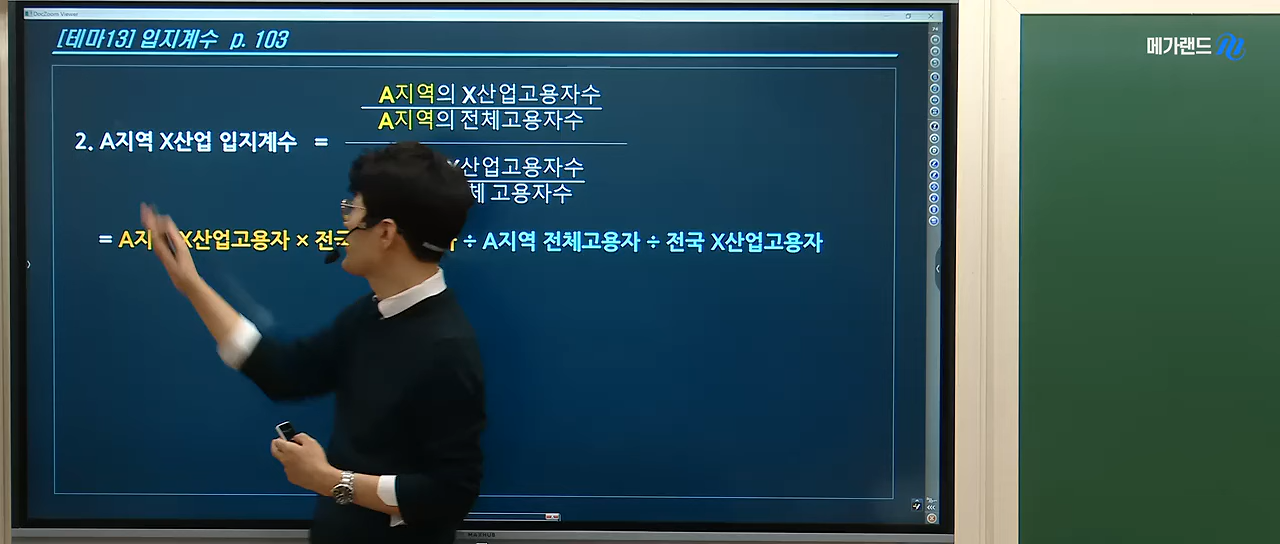 DocZoom Viewer
[테마13] 입지계수 p. 103
메가랜드
A지역의 X산업고용자수
A지역의 전체고용자수
2. A지역 X산업 입지계수 =
X산업고용자수
체 고용자수
= A지 X산업고용자 × 전국 ÷ A지역 전체고용자 ÷ 전국 X산업고용자
MAXHUB